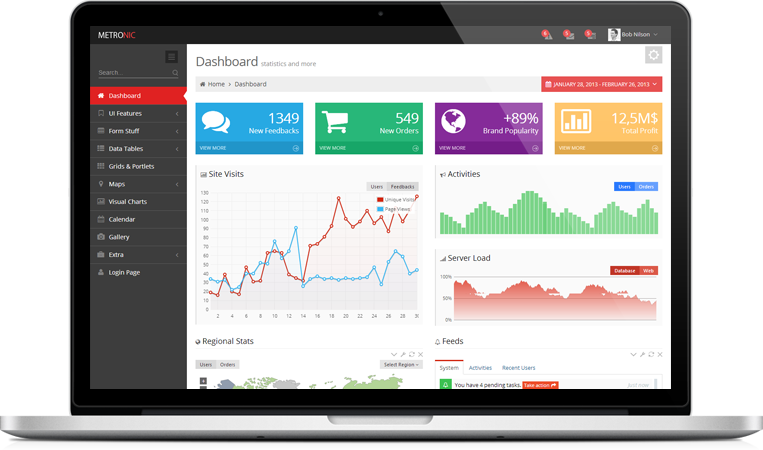 METRONIC
5
5
Bob Nilson
Search...
Dashboard
UI Features
Form Stuff
Data Tables
Grids & Portlets
Maps
Visual Charts
Calendar
Gallery
Extra
Login Page
Dashboard statistics and more
Home > Dashboard
JANUARY 28, 2013 - FEBRUARY 26, 2013
1349
New Feedbacks
VIEW MORE
549
New Orders
VIEW MORE
+89%
Brand Popularity
VIEW MORE
12,5M$
Total Profit
VIEW MORE
Site Visits
Users Feedbacks
Unique Visits
Page Views
130
120
110
100
90
80
70
60
50
40
30
20
10
0
2 4 6 8 10 12 14 16 18 20 22 24 26 28 30
Activities
Users Orders
Server Load
Database Web
100%
50%
0%
Regional Stats
Users Orders
Select Region
Feeds
System Activities Recent Users
You have 4 pending tasks. Take action
Just now